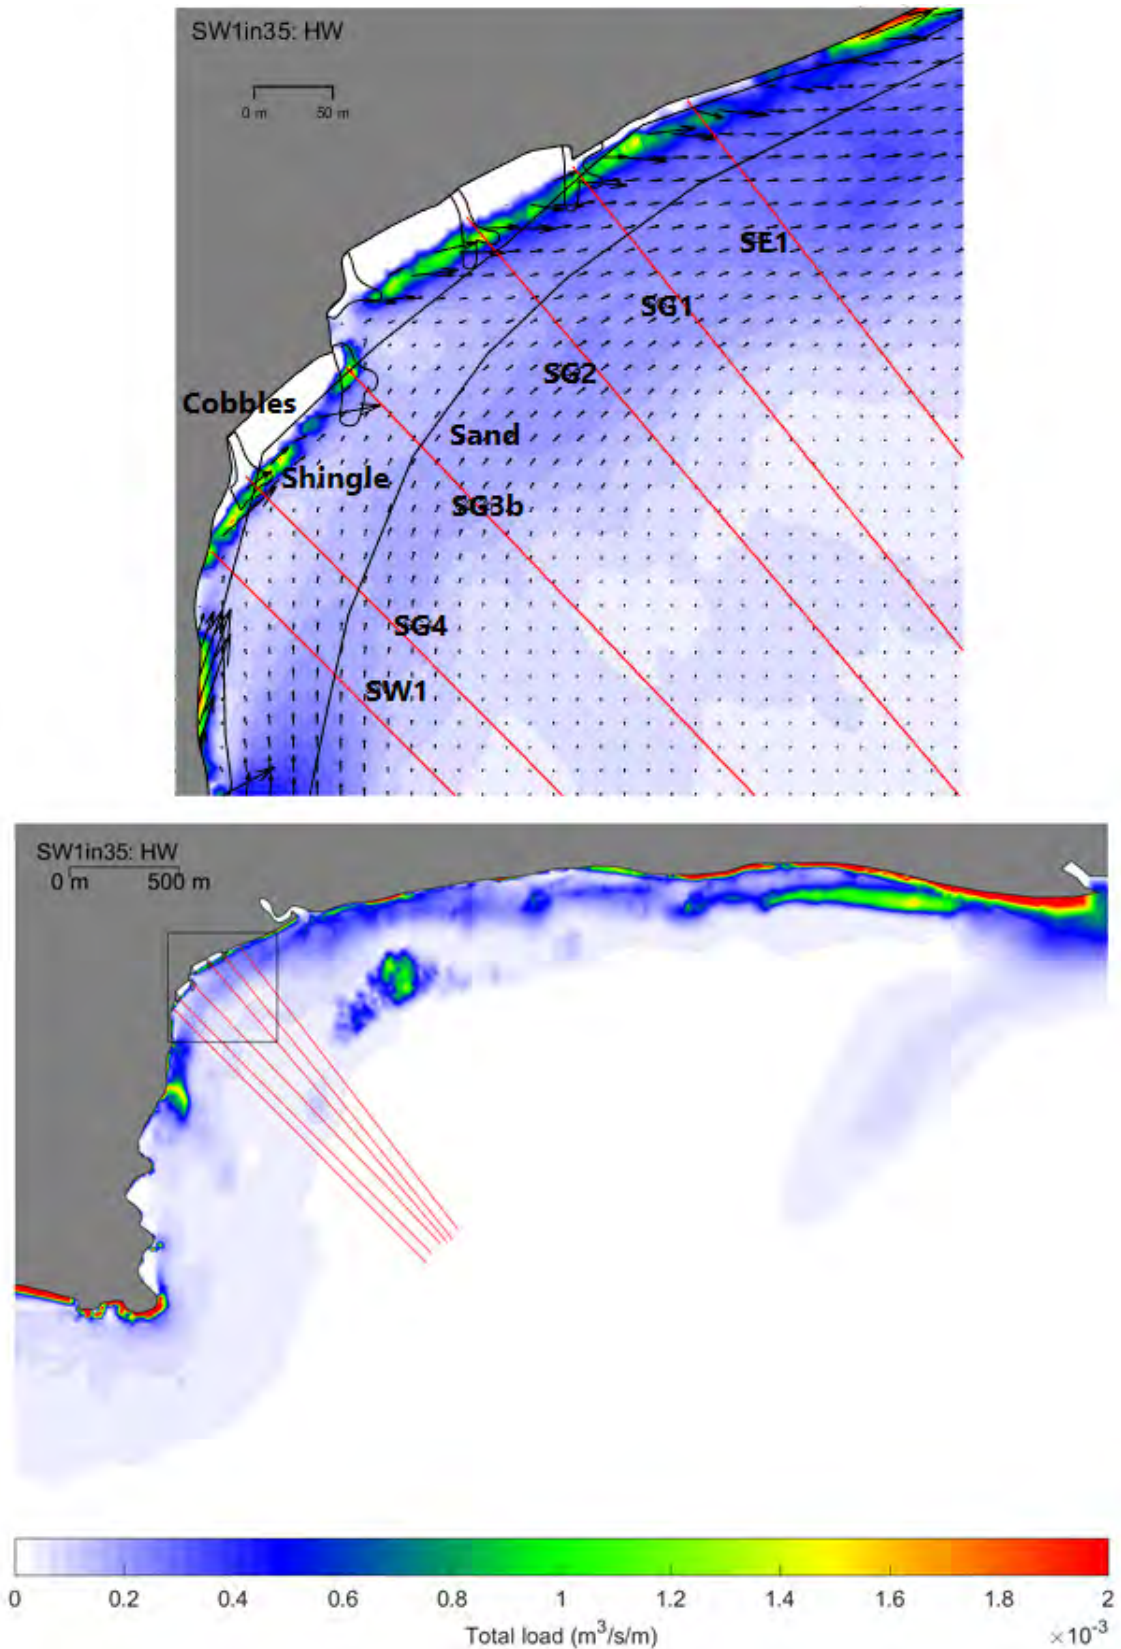 SW1in35: HW
0 m 50 m
SE1
SG1
SG2
Cobbles
Sand
Shingle
SG3b
SG4
SW1
SW1in35: HW
0 m 500 m
0 0.2 0.4 0.6 0.8 1 1.2 1.4 1.6 1.8 2
Total load (m³/s/m) ×10⁻³